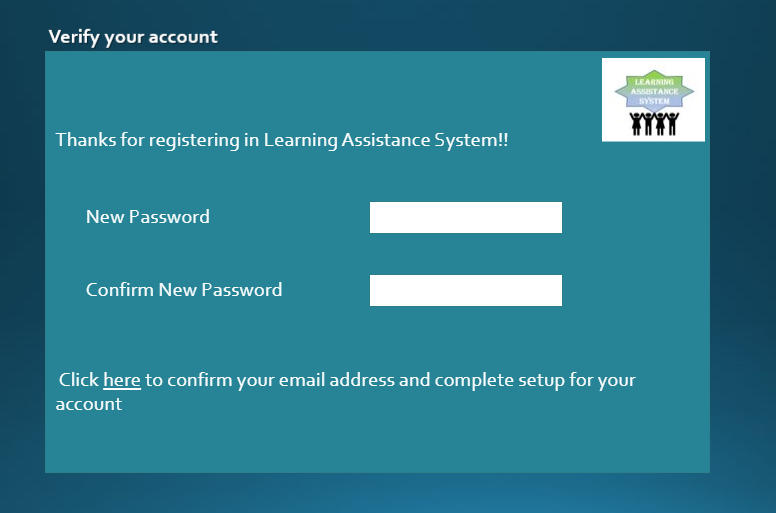 Verify your account
LEARNING
ASSISTANCE
SYSTEM
Thanks for registering in Learning Assistance System!!
New Password
Confirm New Password
Click here to confirm your email address and complete setup for your
account